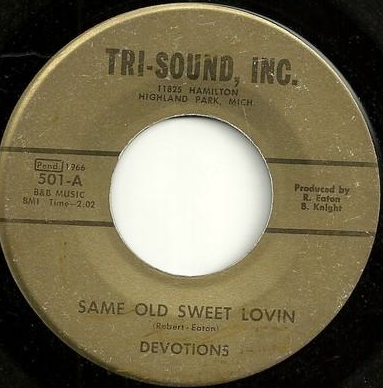 TRI-SOUND, INC.
11825 HAMILTON
HIGHLAND PARK, MICH.
Pend. 1966
501-A
B&B MUSIC
BMI Time-2:02
Produced by
R. Eaton
B. Knight
SAME OLD SWEET LOVIN
(Robert-Eaton)
DEVOTIONS